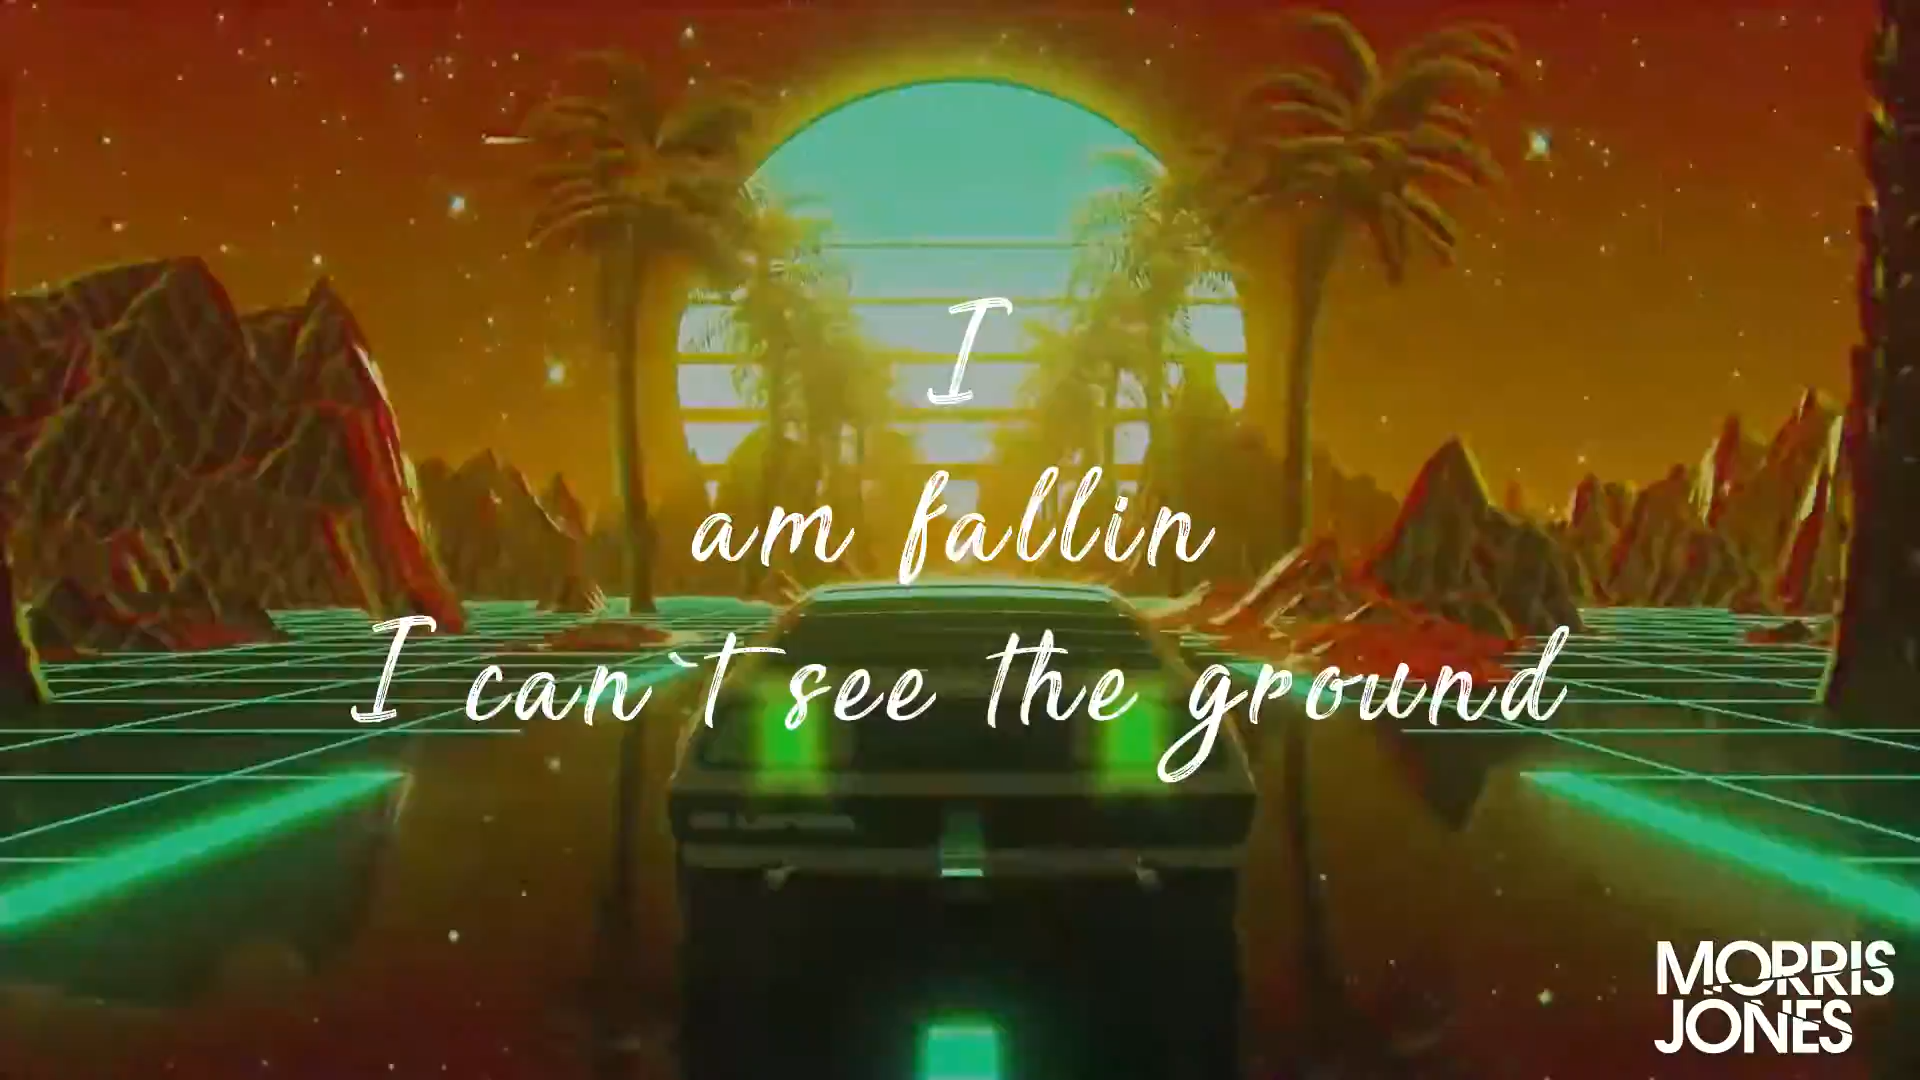 I
am fallin
I can`t see the ground
MORRIS
JONES